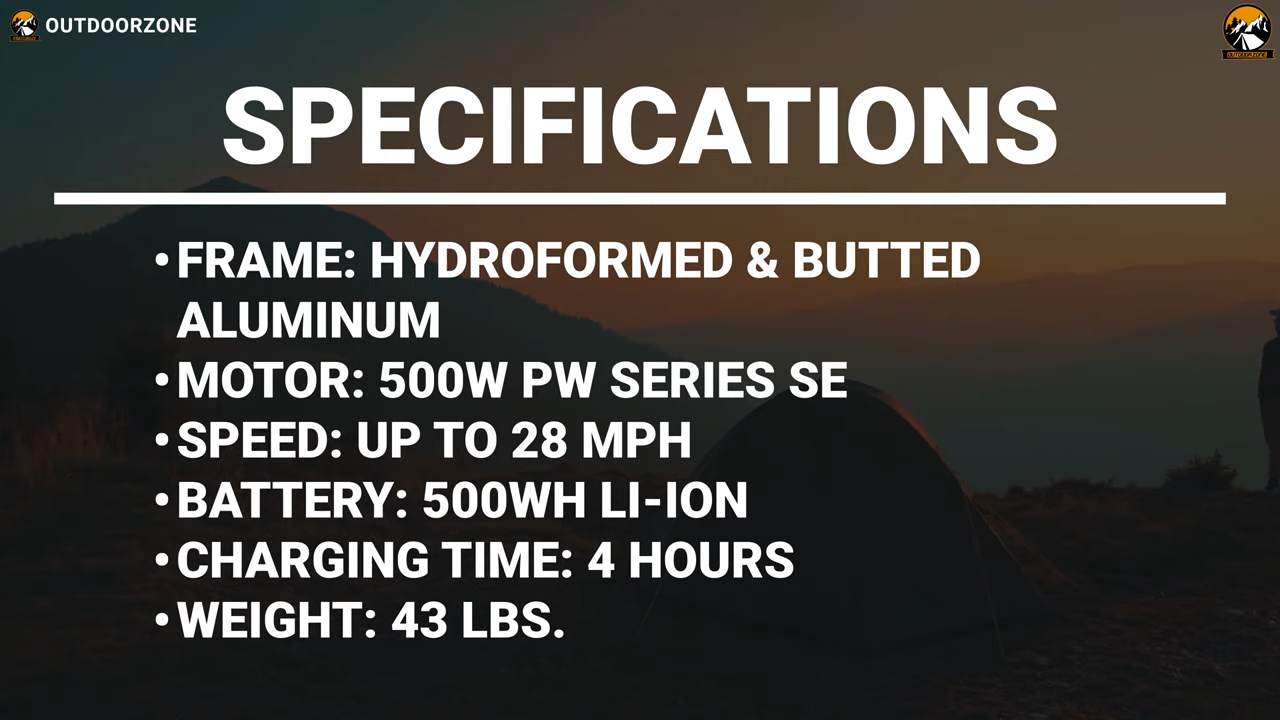 OUTDOORZONE
OUTDOORZONE
SPECIFICATIONS
•FRAME: HYDROFORMED & BUTTED
ALUMINUM
•MOTOR: 500W PW SERIES SE
•SPEED: UP TO 28 MPH
•BATTERY: 500WH LI-ION
•CHARGING TIME: 4 HOURS
•WEIGHT: 43 LBS.